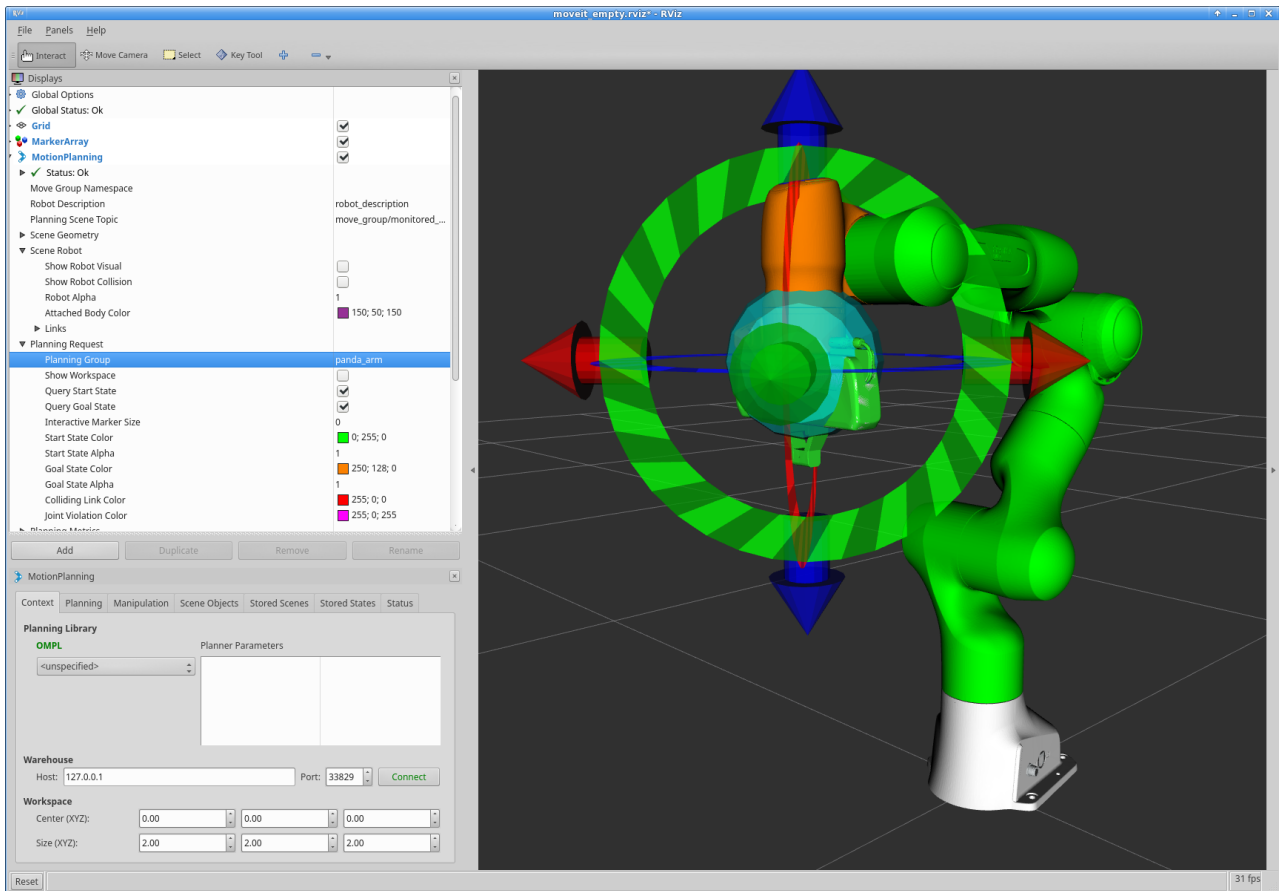 moveit_empty.rviz* - RViz
File Panels Help
Interact Move Camera Select Key Tool
Displays
Global Options
Global Status: Ok
Grid
MarkerArray
MotionPlanning
Status: Ok
Move Group Namespace
Robot Description robot_description
Planning Scene Topic move_group/monitored_...
Scene Geometry
Scene Robot
Show Robot Visual
Show Robot Collision
Robot Alpha 1
Attached Body Color 150; 50; 150
Links
Planning Request
Planning Group panda_arm
Show Workspace
Query Start State
Query Goal State
Interactive Marker Size 0
Start State Color 0; 255; 0
Start State Alpha 1
Goal State Color 250; 128; 0
Goal State Alpha 1
Colliding Link Color 255; 0; 0
Joint Violation Color 255; 0; 255
Planning Metrics
Add Duplicate Remove Rename
MotionPlanning
Context Planning Manipulation Scene Objects Stored Scenes Stored States Status
Planning Library
OMPL Planner Parameters
<unspecified>
Warehouse
Host: 127.0.0.1 Port: 33829 Connect
Workspace
Center (XYZ): 0.00 0.00 0.00
Size (XYZ): 2.00 2.00 2.00
Reset 31 fps